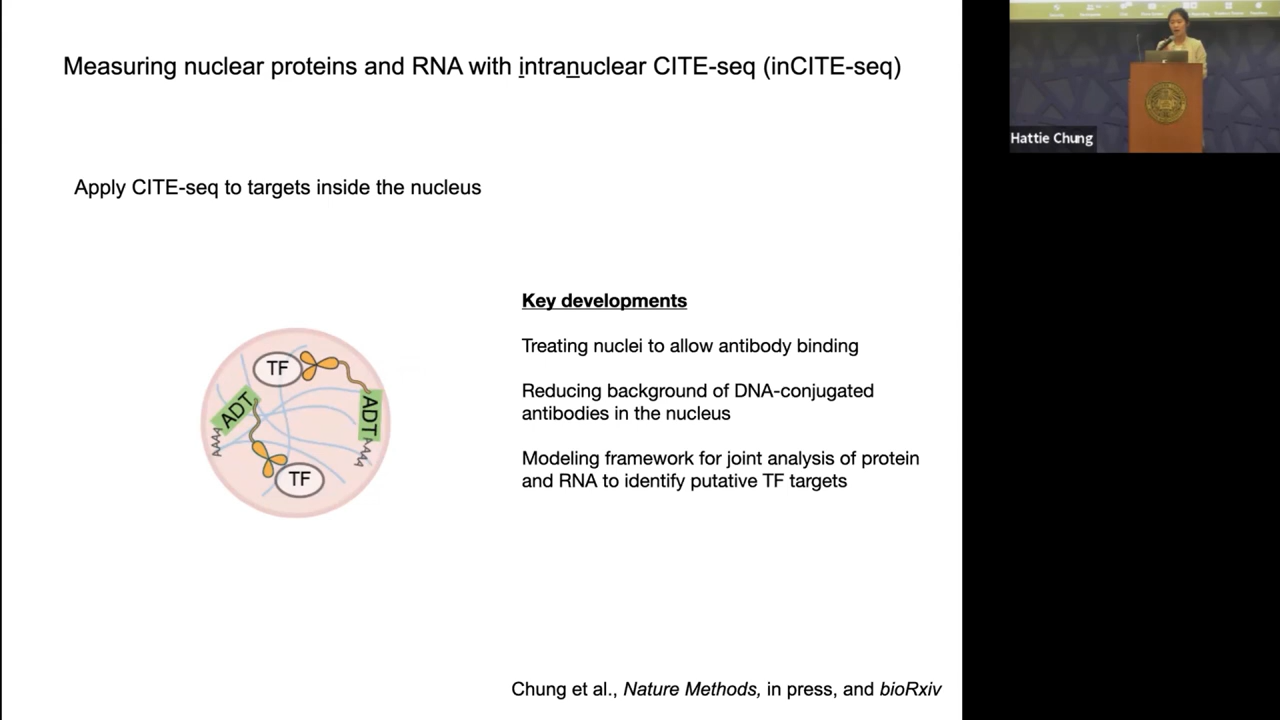 Measuring nuclear proteins and RNA with intranuclear CITE-seq (inCITE-seq)
Hattie Chung
Apply CITE-seq to targets inside the nucleus
Key developments
Treating nuclei to allow antibody binding
Reducing background of DNA-conjugated
antibodies in the nucleus
Modeling framework for joint analysis of protein
and RNA to identify putative TF targets
TF
ADT
ADT
TF
Chung et al., Nature Methods, in press, and bioRxiv